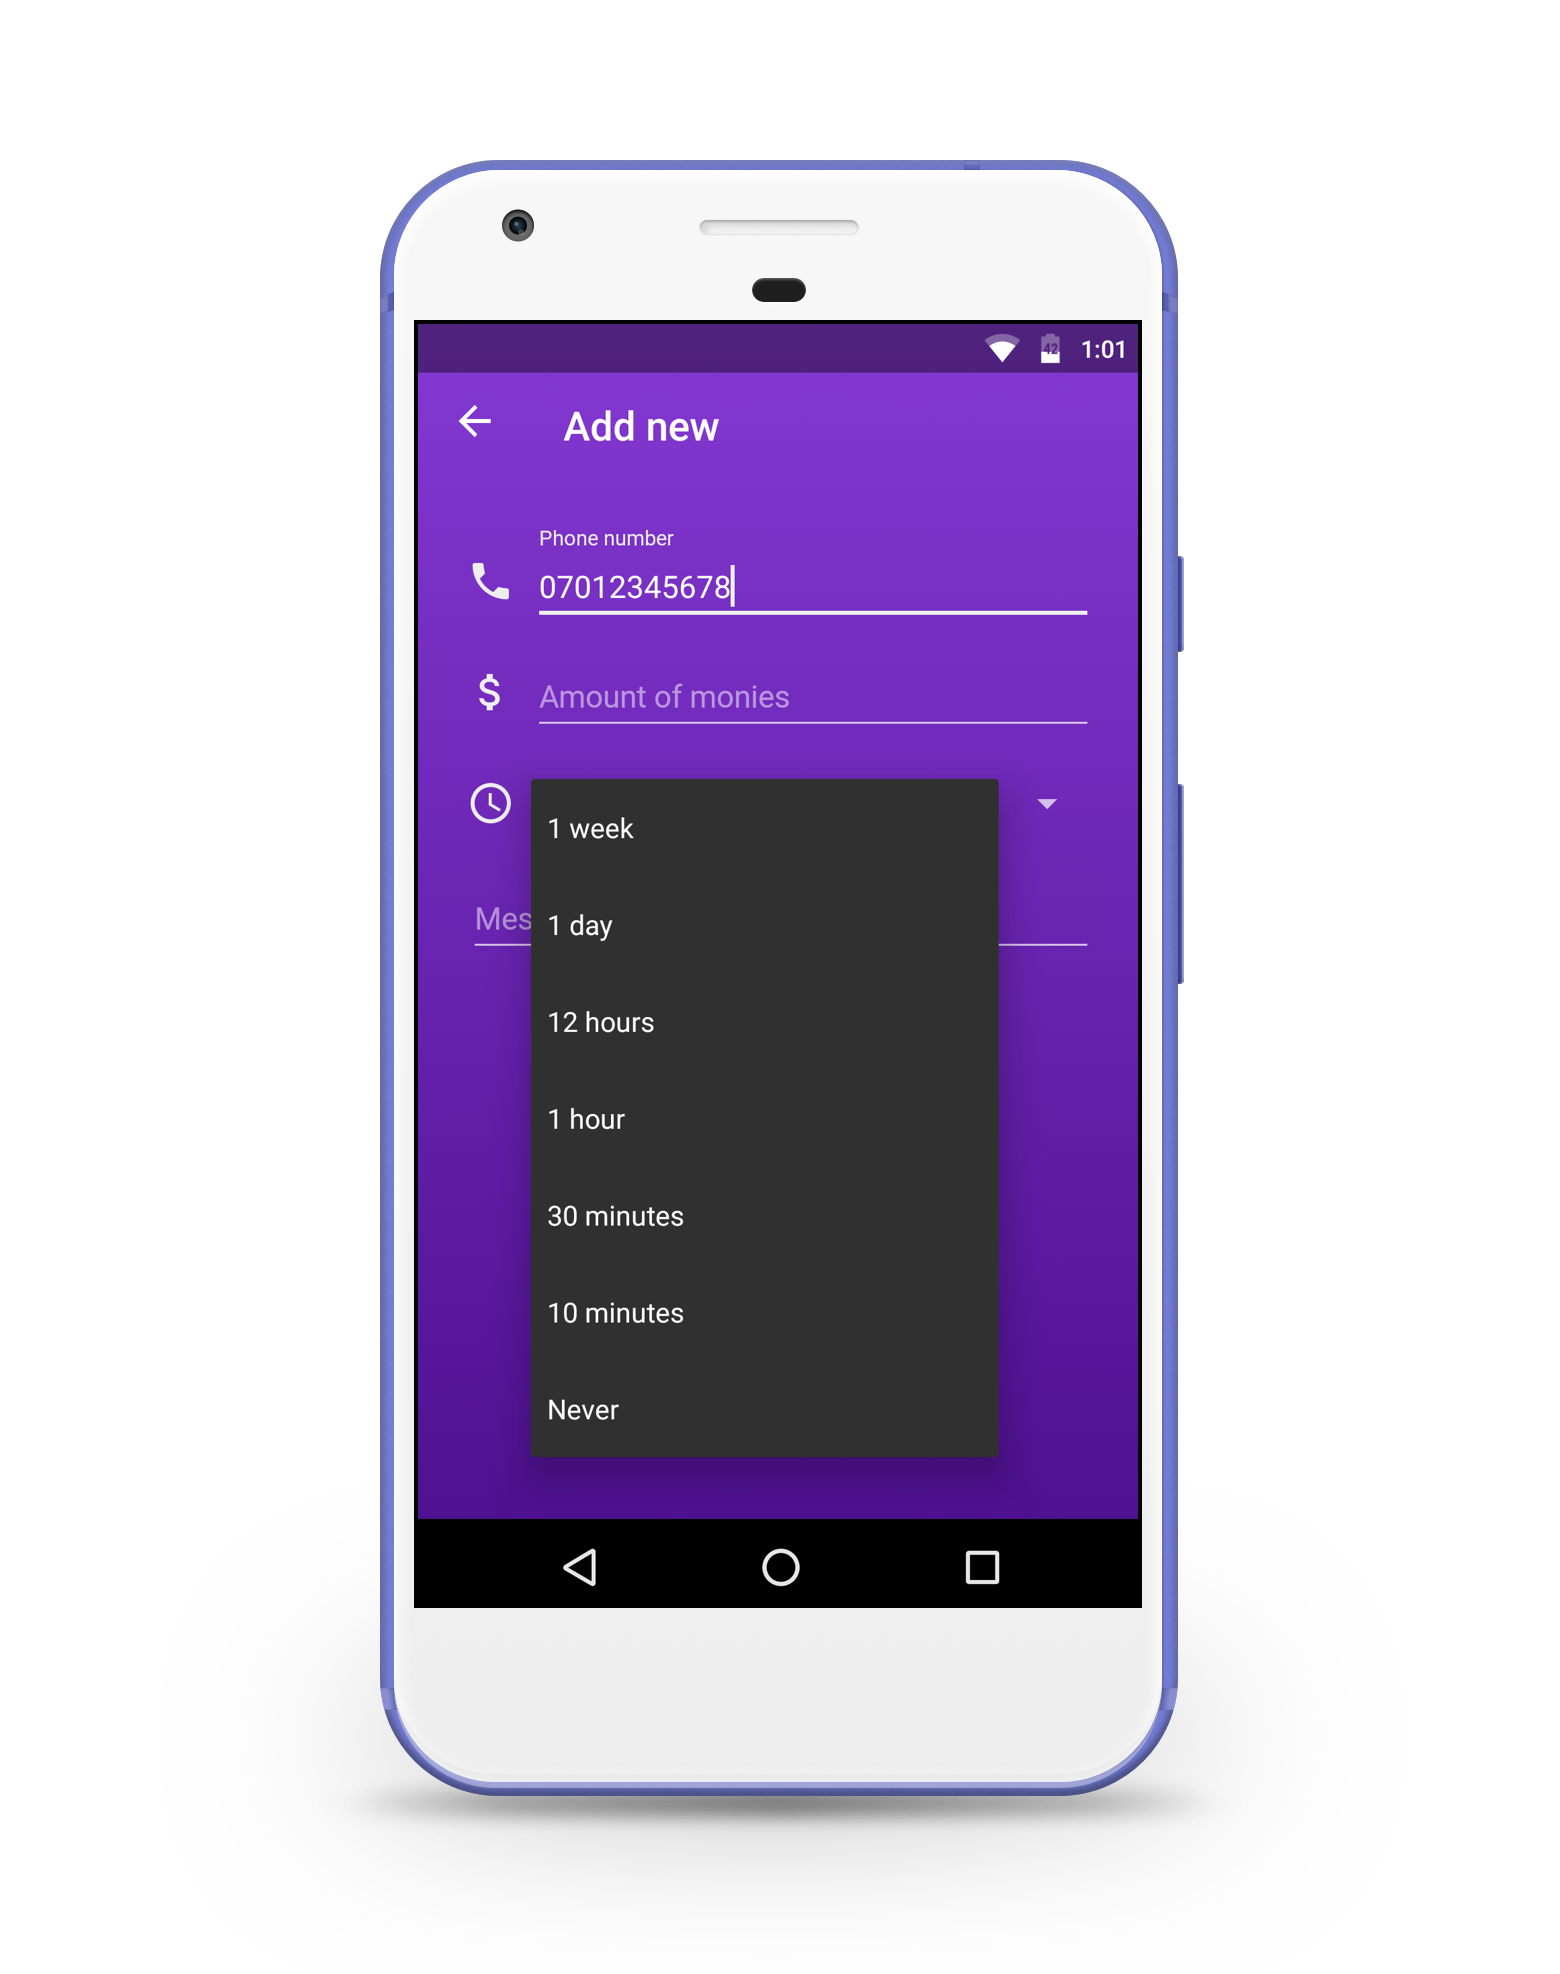 42
1:01
Add new
Phone number
07012345678
Amount of monies
1 week
Mes
1 day
12 hours
1 hour
30 minutes
10 minutes
Never